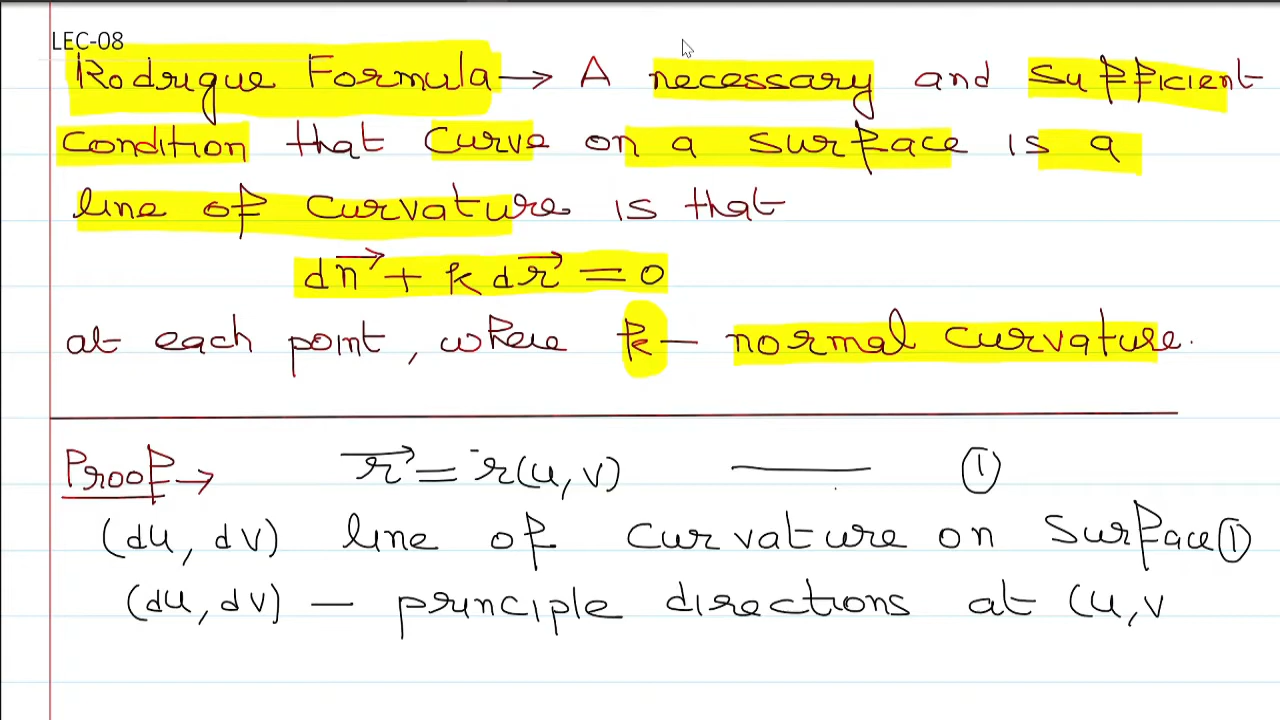 LEC-08
Rodrigue Formula → A necessary and sufficient
condition that curve on a surface is a
line of curvature is that
dn⃗ + k dr⃗ = 0
at each point, where k — normal curvature.
Proof → r⃗ = r(u, v) —— ①
(du, dv) line of curvature on surface ①
(du, dv) — principle directions at (u, v